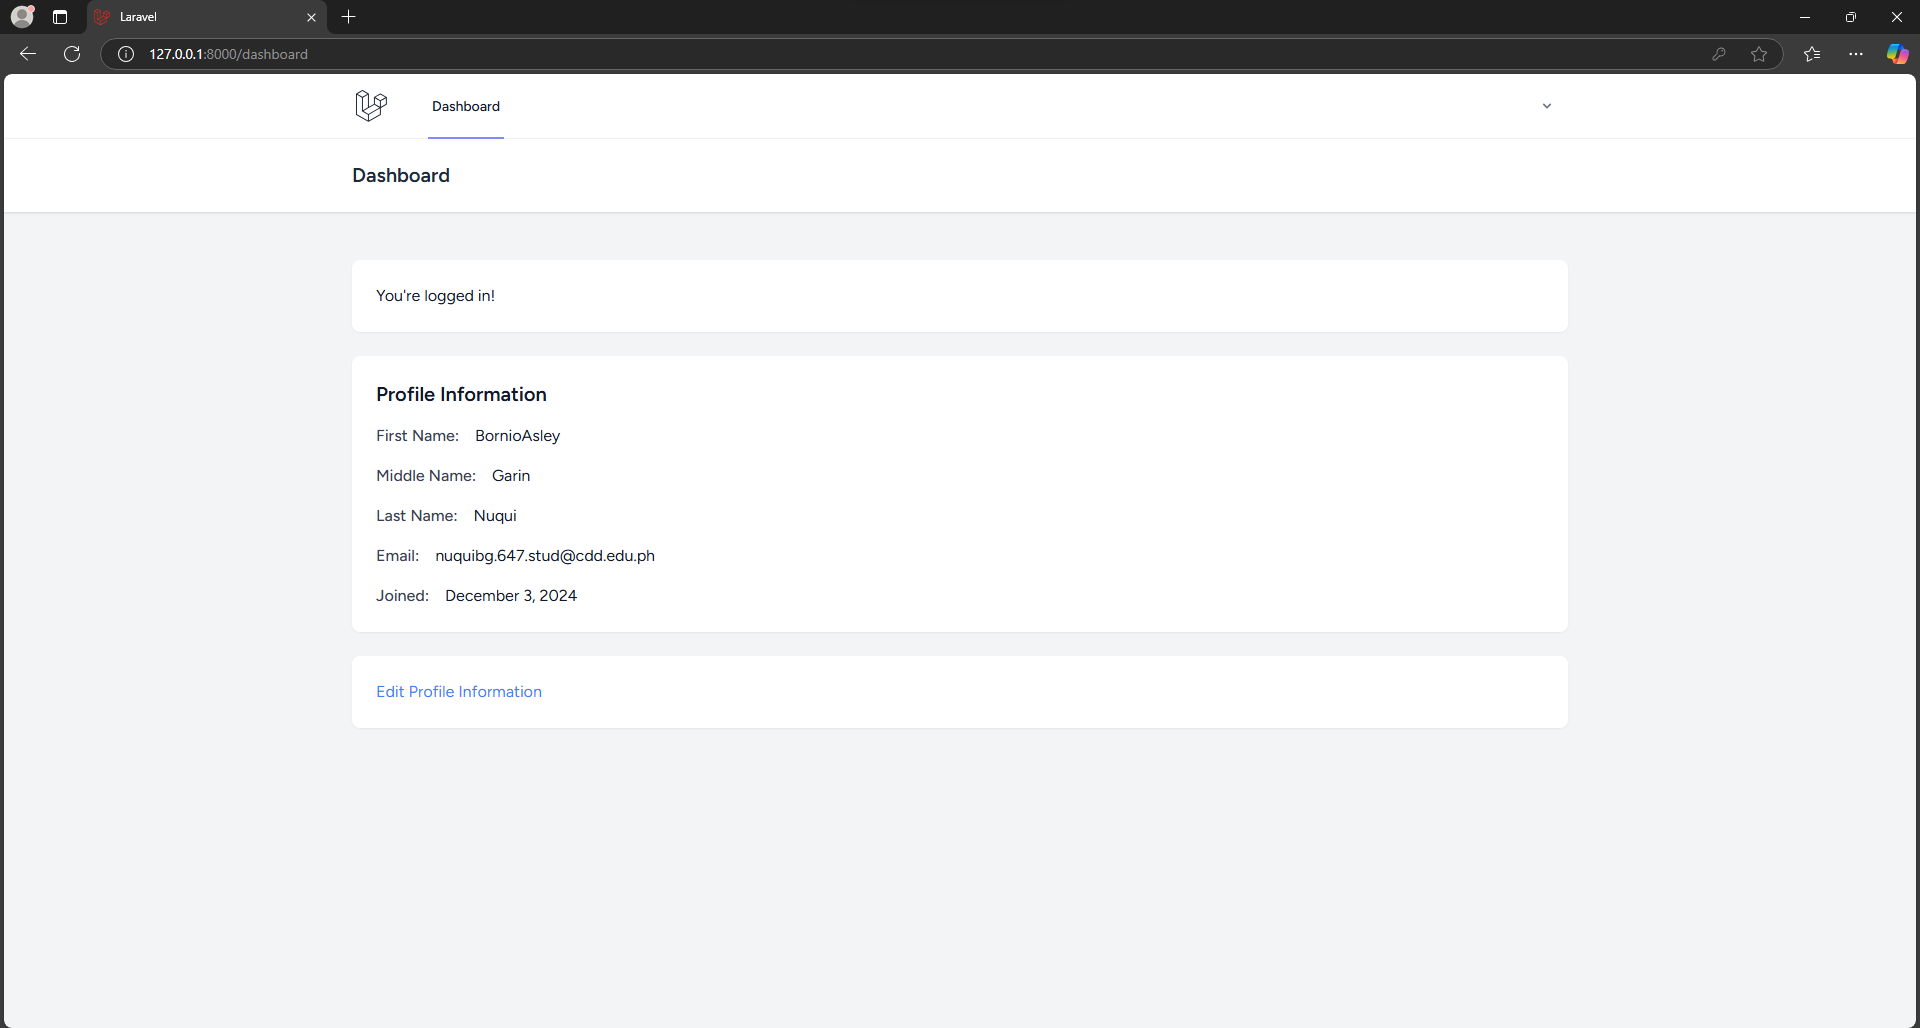 Laravel
127.0.0.1:8000/dashboard
Dashboard
Dashboard
You're logged in!
Profile Information
First Name: BornioAsley
Middle Name: Garin
Last Name: Nuqui
Email: nuquibg.647.stud@cdd.edu.ph
Joined: December 3, 2024
Edit Profile Information